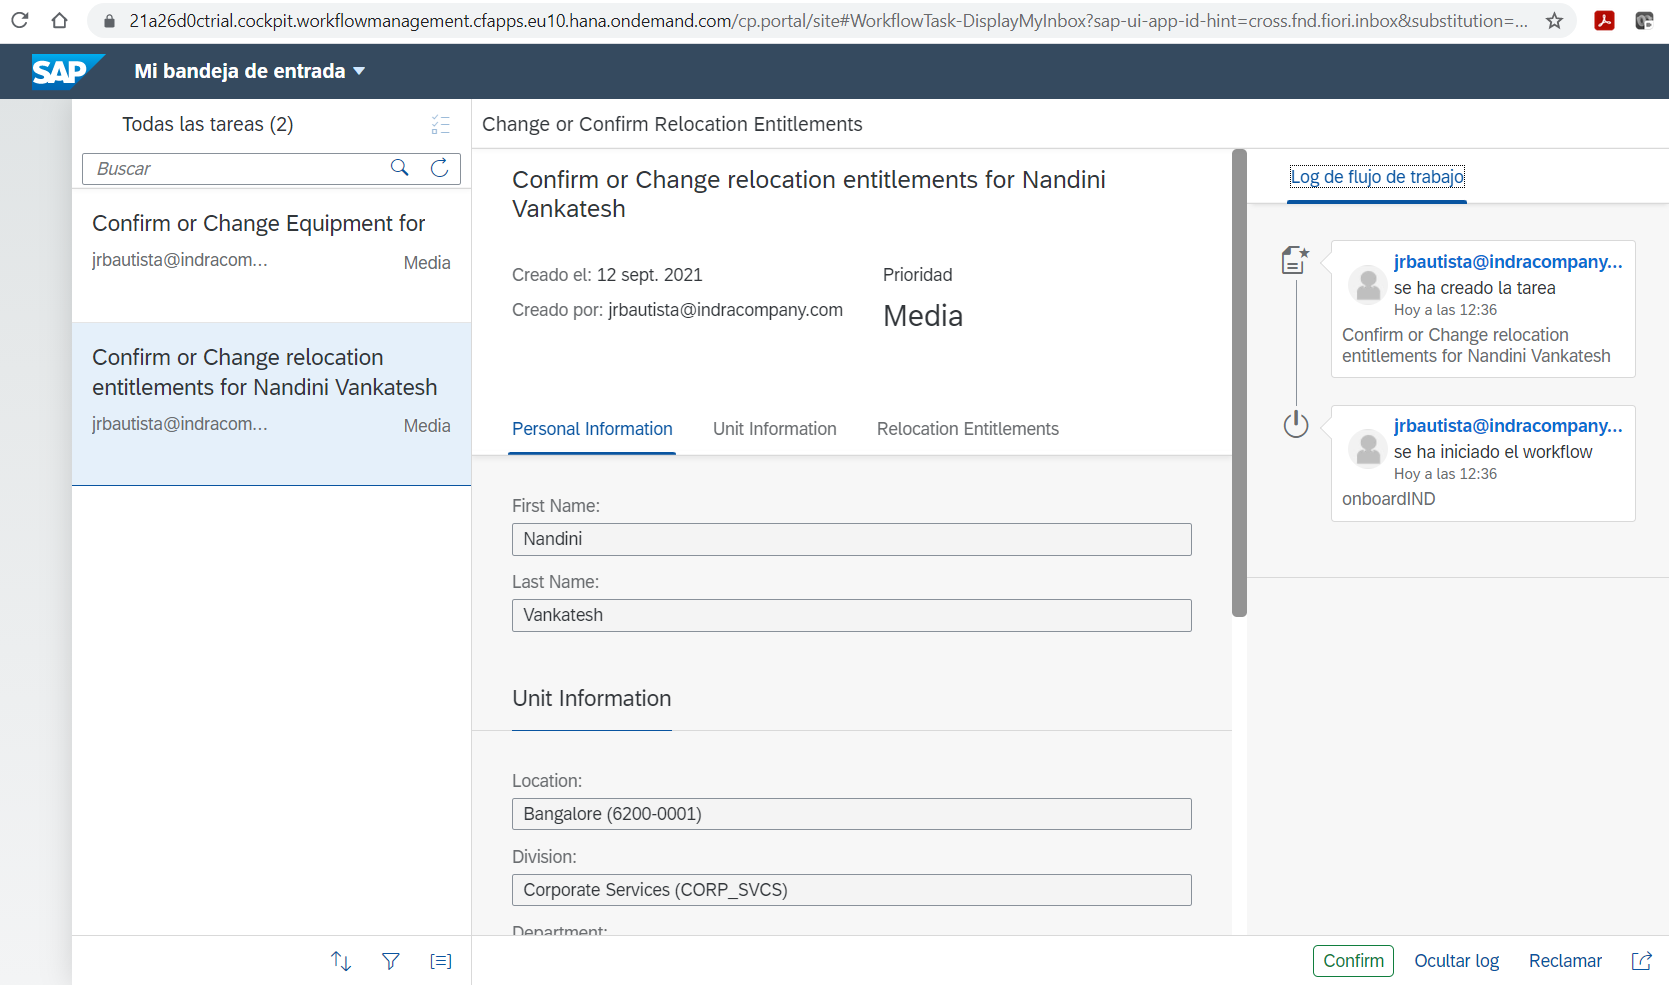 21a26d0ctrial.cockpit.workflowmanagement.cfapps.eu10.hana.ondemand.com/cp.portal/site#WorkflowTask-DisplayMyInbox?sap-ui-app-id-hint=cross.fnd.fiori.inbox&substitution=...
SAP
Mi bandeja de entrada
Todas las tareas (2)
Buscar
Confirm or Change Equipment for
jrbautista@indracom...
Media
Confirm or Change relocation
entitlements for Nandini Vankatesh
jrbautista@indracom...
Media
Change or Confirm Relocation Entitlements
Confirm or Change relocation entitlements for Nandini
Vankatesh
Creado el: 12 sept. 2021
Creado por: jrbautista@indracompany.com
Prioridad
Media
Personal Information
Unit Information
Relocation Entitlements
First Name:
Nandini
Last Name:
Vankatesh
Unit Information
Location:
Bangalore (6200-0001)
Division:
Corporate Services (CORP_SVCS)
Department:
Log de flujo de trabajo
jrbautista@indracompany...
se ha creado la tarea
Hoy a las 12:36
Confirm or Change relocation
entitlements for Nandini Vankatesh
jrbautista@indracompany...
se ha iniciado el workflow
Hoy a las 12:36
onboardIND
Confirm
Ocultar log
Reclamar